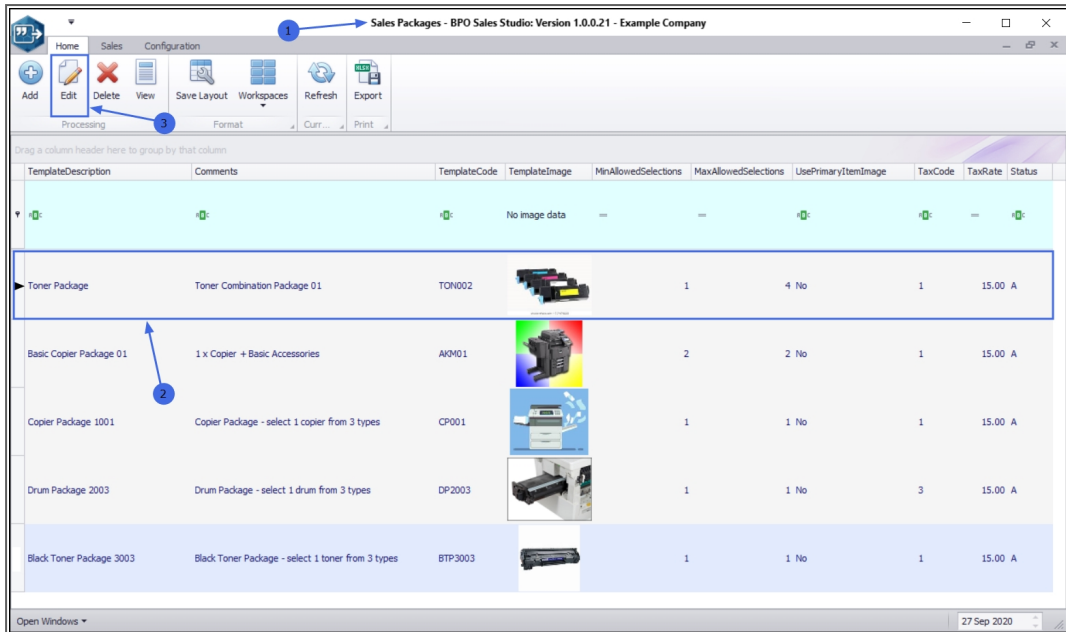 Sales Packages - BPO Sales Studio: Version 1.0.0.21 - Example Company
1
Home Sales Configuration
Add Edit Delete View Save Layout Workspaces Refresh Export
XLSX
3
Processing Format Curr... Print
Drag a column header here to group by that column
TemplateDescription Comments TemplateCode TemplateImage MinAllowedSelections MaxAllowedSelections UsePrimaryItemImage TaxCode TaxRate Status
No image data
Toner Package Toner Combination Package 01 TON002 1 4 No 1 15.00 A
Basic Copier Package 01 1 x Copier + Basic Accessories AKM01 2 2 No 1 15.00 A
2
Copier Package 1001 Copier Package - select 1 copier from 3 types CP001 1 1 No 1 15.00 A
Drum Package 2003 Drum Package - select 1 drum from 3 types DP2003 1 1 No 3 15.00 A
Black Toner Package 3003 Black Toner Package - select 1 toner from 3 types BTP3003 1 1 No 1 15.00 A
Open Windows 27 Sep 2020